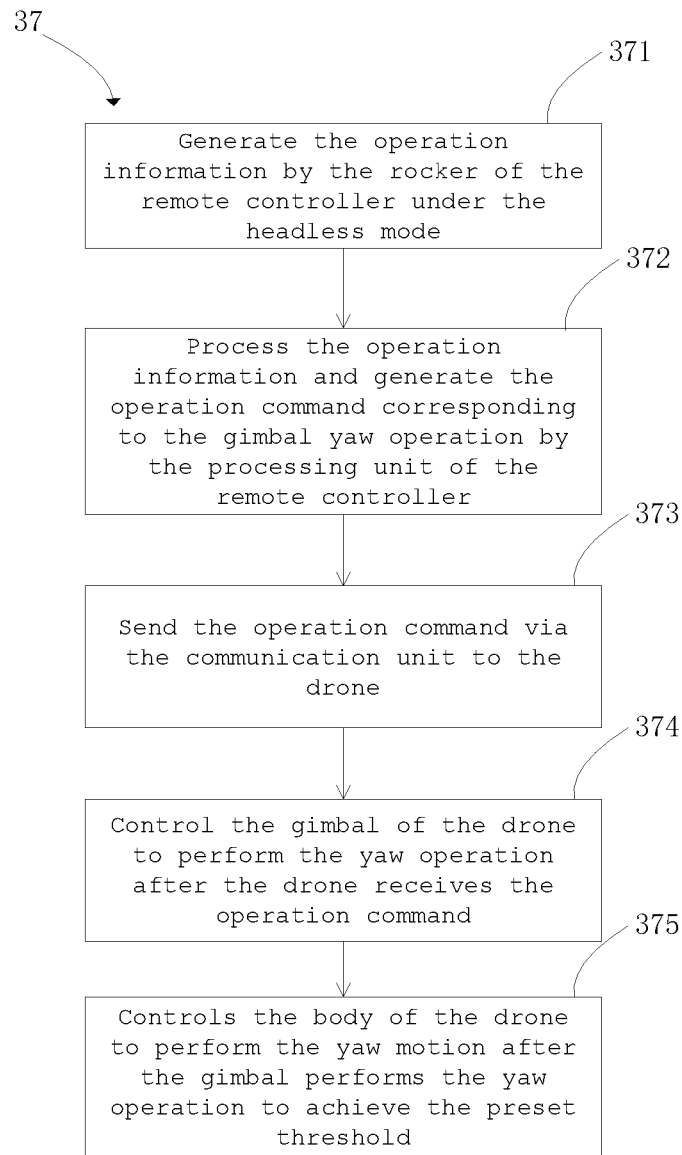 37
371
Generate the operation
information by the rocker of the
remote controller under the
headless mode
372
Process the operation
information and generate the
operation command corresponding
to the gimbal yaw operation by
the processing unit of the
remote controller
373
Send the operation command via
the communication unit to the
drone
374
Control the gimbal of the drone
to perform the yaw operation
after the drone receives the
operation command
375
Controls the body of the drone
to perform the yaw motion after
the gimbal performs the yaw
operation to achieve the preset
threshold